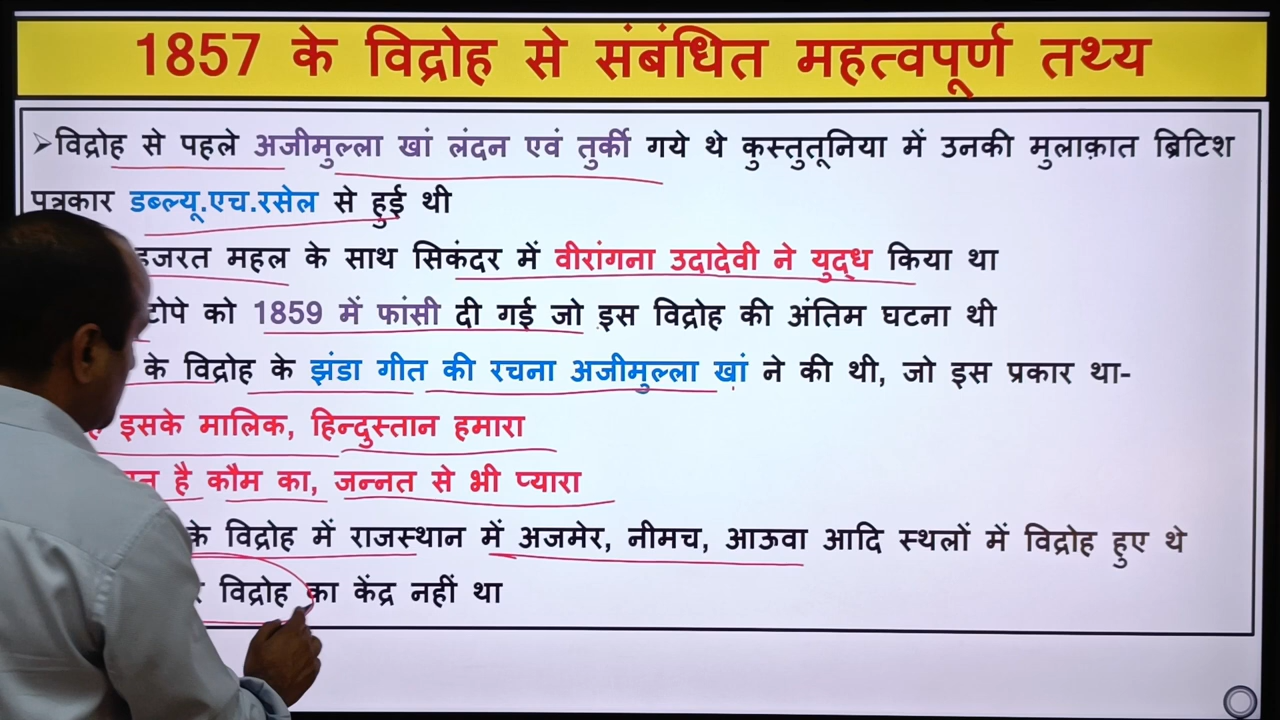 1857 के विद्रोह से संबंधित महत्वपूर्ण तथ्य
➢विद्रोह से पहले अजीमुल्ला खां लंदन एवं तुर्की गये थे कुस्तुतूनिया में उनकी मुलाक़ात ब्रिटिश
पत्रकार डब्ल्यू.एच.रसेल से हुई थी
हजरत महल के साथ सिकंदर में वीरांगना उदादेवी ने युद्ध किया था
टोपे को 1859 में फांसी दी गई जो इस विद्रोह की अंतिम घटना थी
के विद्रोह के झंडा गीत की रचना अजीमुल्ला खां ने की थी, जो इस प्रकार था-
इसके मालिक, हिन्दुस्तान हमारा
है कौम का, जन्नत से भी प्यारा
के विद्रोह में राजस्थान में अजमेर, नीमच, आऊवा आदि स्थलों में विद्रोह हुए थे
विद्रोह का केंद्र नहीं था